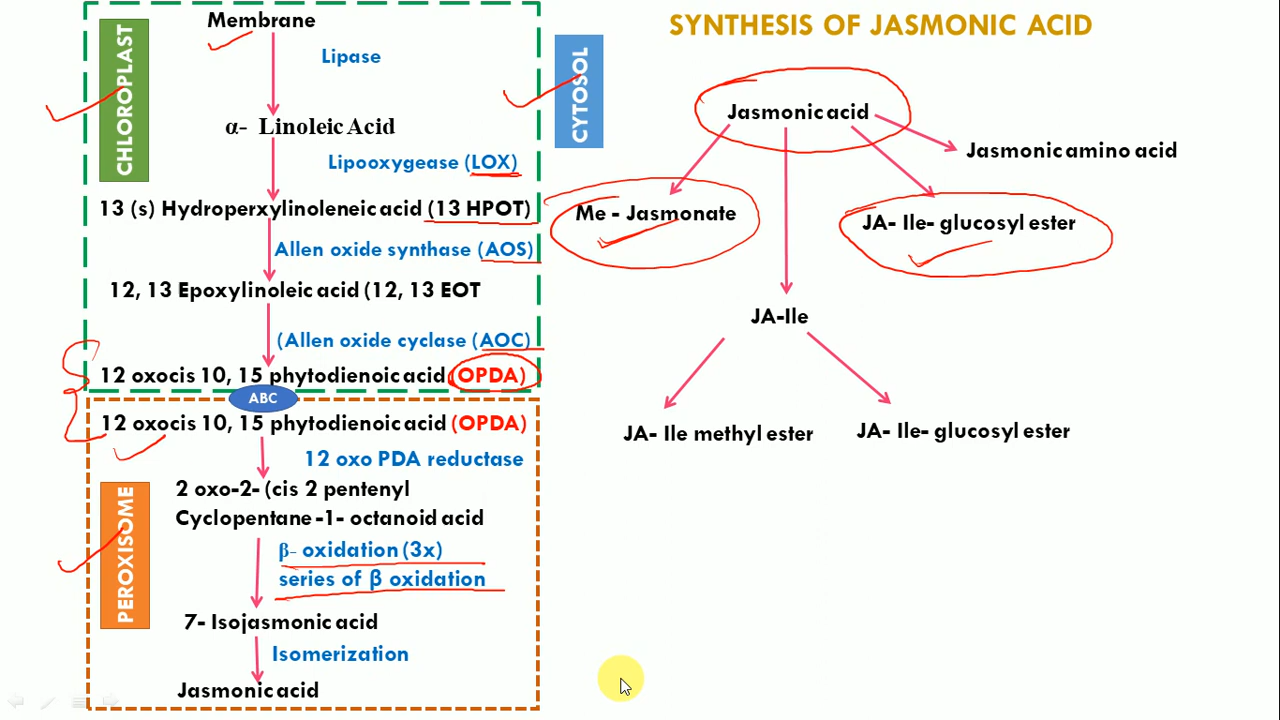 SYNTHESIS OF JASMONIC ACID
CHLOROPLAST
Membrane
Lipase
α- Linoleic Acid
Lipooxygease (LOX)
13 (s) Hydroperxylinoleneic acid (13 HPOT)
Allen oxide synthase (AOS)
12, 13 Epoxylinoleic acid (12, 13 EOT
(Allen oxide cyclase (AOC)
12 oxocis 10, 15 phytodienoic acid (OPDA)
ABC
PEROXISOME
12 oxocis 10, 15 phytodienoic acid (OPDA)
12 oxo PDA reductase
2 oxo-2- (cis 2 pentenyl
Cyclopentane -1- octanoid acid
β- oxidation (3x)
series of β oxidation
7- Isojasmonic acid
Isomerization
Jasmonic acid
CYTOSOL
Jasmonic acid
Jasmonic amino acid
Me - Jasmonate
JA- Ile- glucosyl ester
JA-Ile
JA- Ile methyl ester
JA- Ile- glucosyl ester